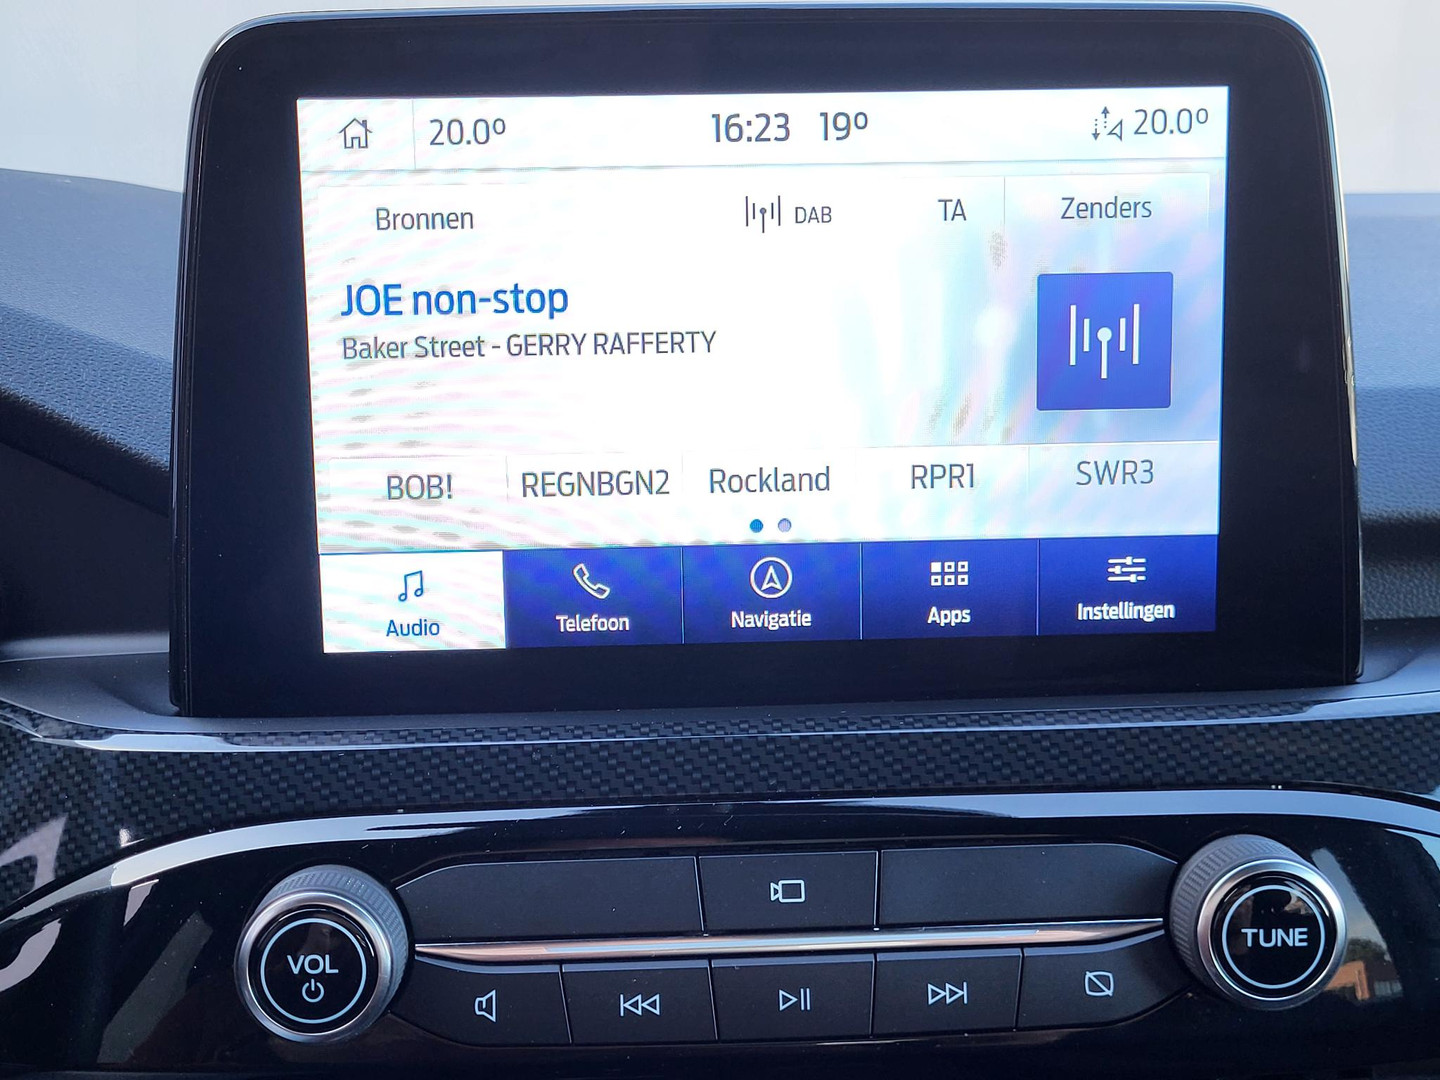 20.0º 16:23 19º 20.0º
Bronnen DAB TA Zenders
JOE non-stop
Baker Street - GERRY RAFFERTY
BOB! REGNBGN2 Rockland RPR1 SWR3
Audio Telefoon Navigatie Apps Instellingen
VOL
TUNE